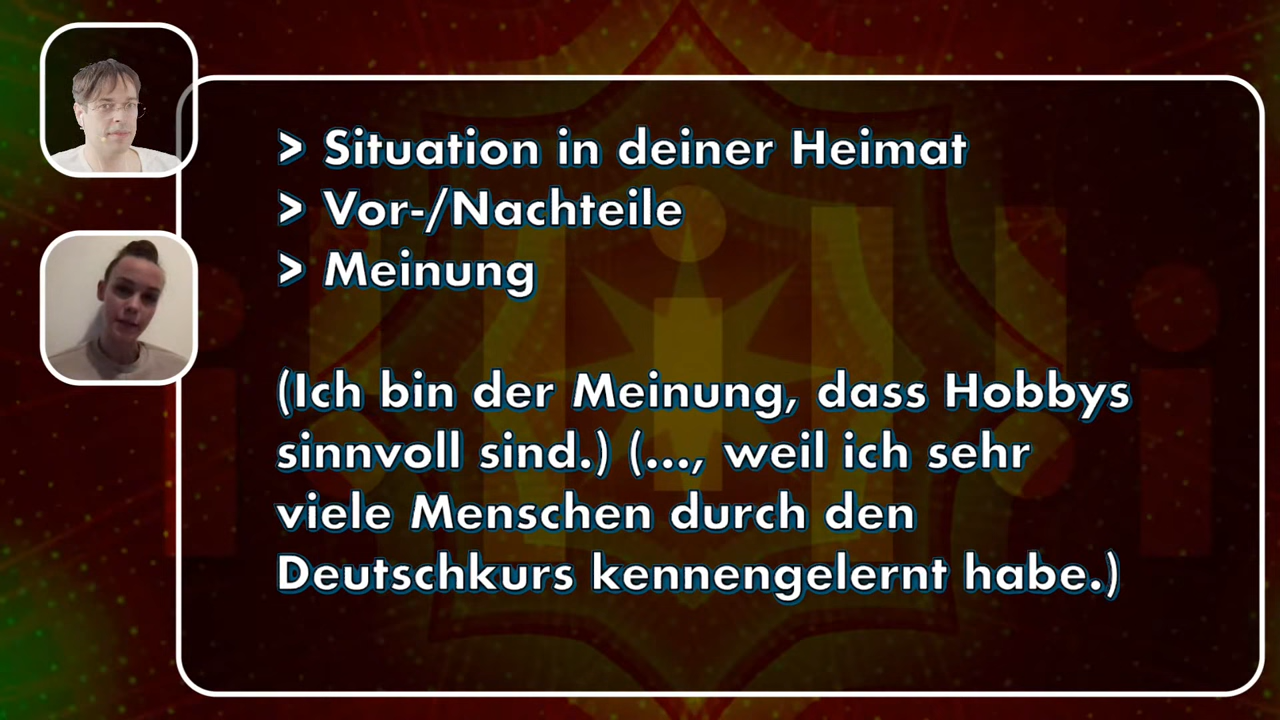 > Situation in deiner Heimat
> Vor-/Nachteile
> Meinung
(Ich bin der Meinung, dass Hobbys
sinnvoll sind.) (..., weil ich sehr
viele Menschen durch den
Deutschkurs kennengelernt habe.)